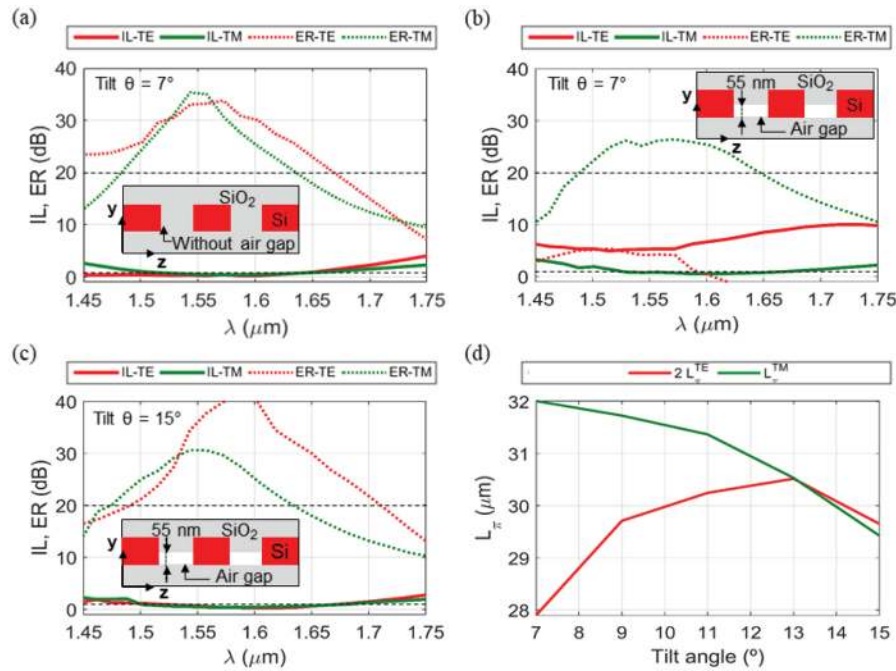 (a)
IL-TE IL-TM ER-TE ER-TM
IL, ER (dB)
40
30
20
10
0
Tilt θ = 7°
SiO₂
y
Si
Without air gap
z
1.45 1.5 1.55 1.6 1.65 1.7 1.75
λ (μm)
(b)
IL-TE IL-TM ER-TE ER-TM
IL, ER (dB)
40
30
20
10
0
Tilt θ = 7°
55 nm SiO₂
y
Si
z
Air gap
1.45 1.5 1.55 1.6 1.65 1.7 1.75
λ (μm)
(c)
IL-TE IL-TM ER-TE ER-TM
IL, ER (dB)
40
30
20
10
0
Tilt θ = 15°
55 nm SiO₂
y
Si
Air gap
z
1.45 1.5 1.55 1.6 1.65 1.7 1.75
λ (μm)
(d)
2 L_π^TE L_π^TM
L_π (μm)
32
31
30
29
28
7 8 9 10 11 12 13 14 15
Tilt angle (º)